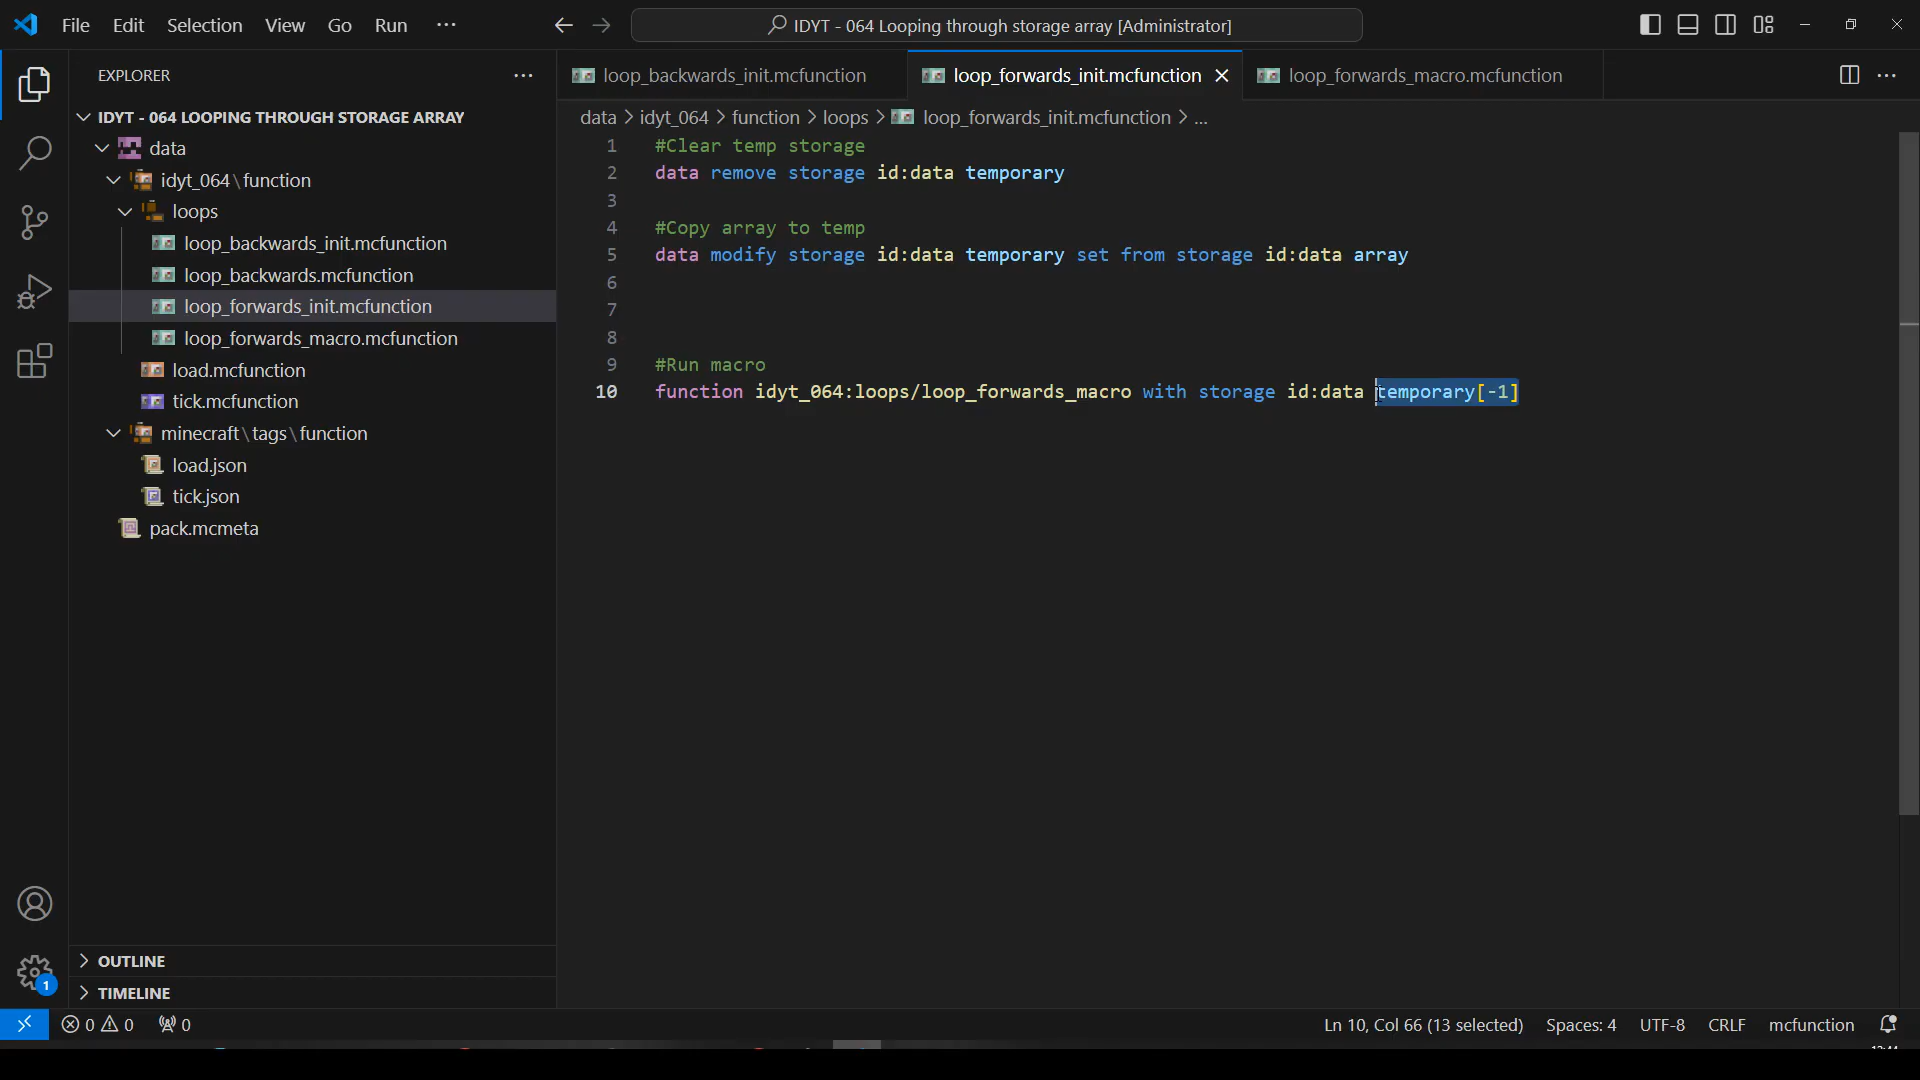 File Edit Selection View Go Run ···
IDYT - 064 Looping through storage array [Administrator]
EXPLORER
IDYT - 064 LOOPING THROUGH STORAGE ARRAY
data
idyt_064\function
loops
loop_backwards_init.mcfunction
loop_backwards.mcfunction
loop_forwards_init.mcfunction
loop_forwards_macro.mcfunction
load.mcfunction
tick.mcfunction
minecraft\tags\function
load.json
tick.json
pack.mcmeta
OUTLINE
TIMELINE
loop_backwards_init.mcfunction loop_forwards_init.mcfunction loop_forwards_macro.mcfunction
data > idyt_064 > function > loops > loop_forwards_init.mcfunction > ...
1 #Clear temp storage
2 data remove storage id:data temporary
3
4 #Copy array to temp
5 data modify storage id:data temporary set from storage id:data array
6
7
8
9 #Run macro
10 function idyt_064:loops/loop_forwards_macro with storage id:data temporary[-1]
1
0 0 0
Ln 10, Col 66 (13 selected) Spaces: 4 UTF-8 CRLF mcfunction